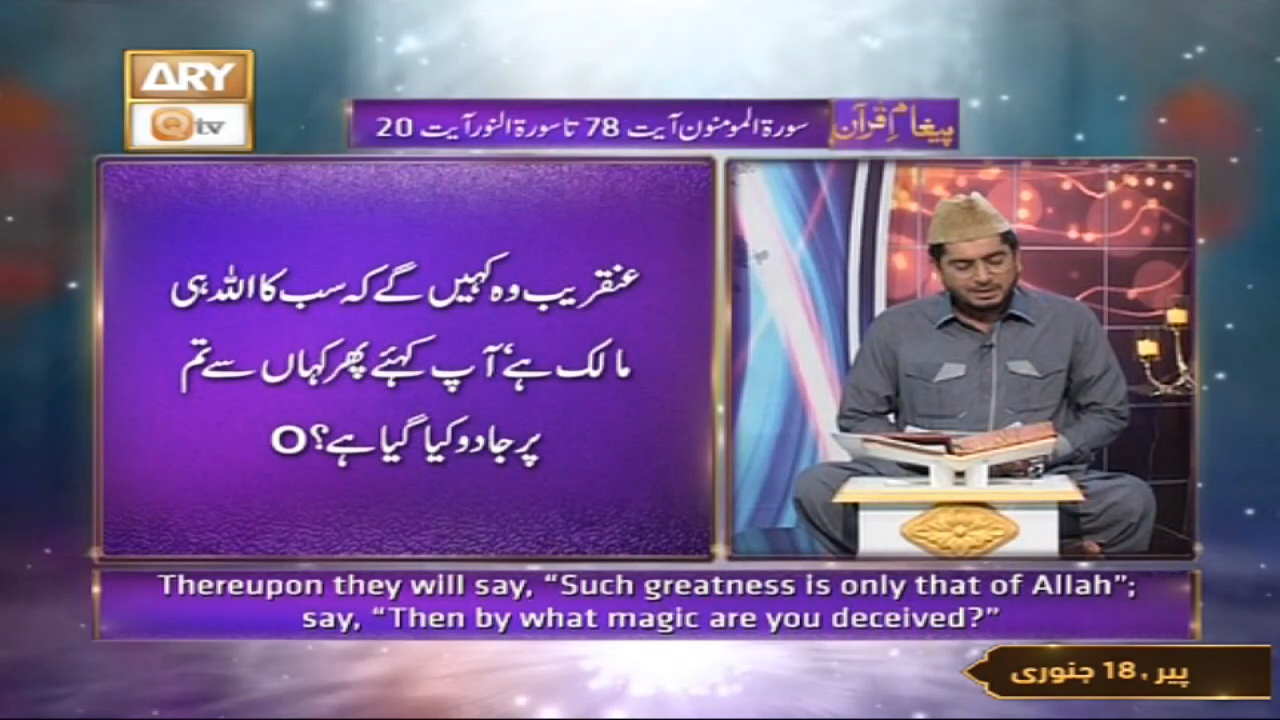 ARY
Qtv
پیغامِ قرآن
سورۃ المومنون آیت 78 تا سورۃ النور آیت 20
عنقریب وہ کہیں گے کہ سب کا اللہ ہی
مالک ہے، آپ کہئے پھر کہاں سے تم
پر جادو کیا گیا ہے؟O
Thereupon they will say, “Such greatness is only that of Allah”;
say, “Then by what magic are you deceived?”
پیر، 18 جنوری